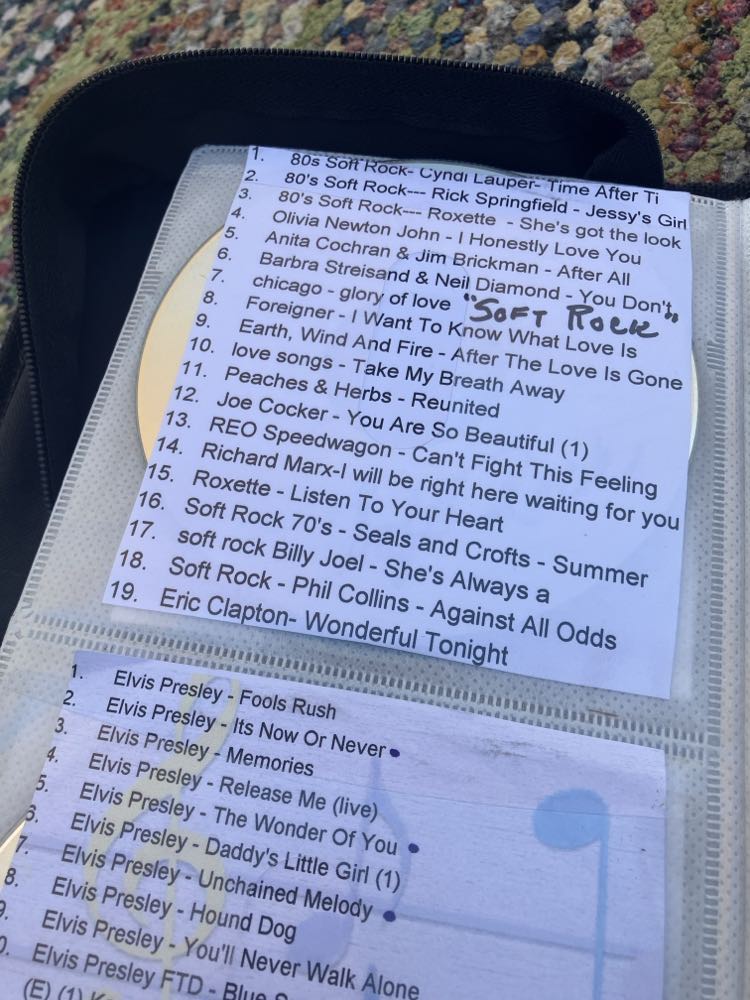 1. 80s Soft Rock- Cyndi Lauper- Time After Ti
2. 80's Soft Rock--- Rick Springfield - Jessy's Girl
3. 80's Soft Rock--- Roxette - She's got the look
4. Olivia Newton John - I Honestly Love You
5. Anita Cochran & Jim Brickman - After All
6. Barbra Streisand & Neil Diamond - You Don't
7. chicago - glory of love "SOFT ROCK"
8. Foreigner - I Want To Know What Love Is
9. Earth, Wind And Fire - After The Love Is Gone
10. love songs - Take My Breath Away
11. Peaches & Herbs - Reunited
12. Joe Cocker - You Are So Beautiful (1)
13. REO Speedwagon - Can't Fight This Feeling
14. Richard Marx-I will be right here waiting for you
15. Roxette - Listen To Your Heart
16. Soft Rock 70's - Seals and Crofts - Summer
17. soft rock Billy Joel - She's Always a
18. Soft Rock - Phil Collins - Against All Odds
19. Eric Clapton- Wonderful Tonight
1. Elvis Presley - Fools Rush
2. Elvis Presley - Its Now Or Never
3. Elvis Presley - Memories
4. Elvis Presley - Release Me (live)
5. Elvis Presley - The Wonder Of You
6. Elvis Presley - Daddy's Little Girl (1)
7. Elvis Presley - Unchained Melody
8. Elvis Presley - Hound Dog
9. Elvis Presley - You'll Never Walk Alone
0. Elvis Presley FTD - Blue
(E) (1)